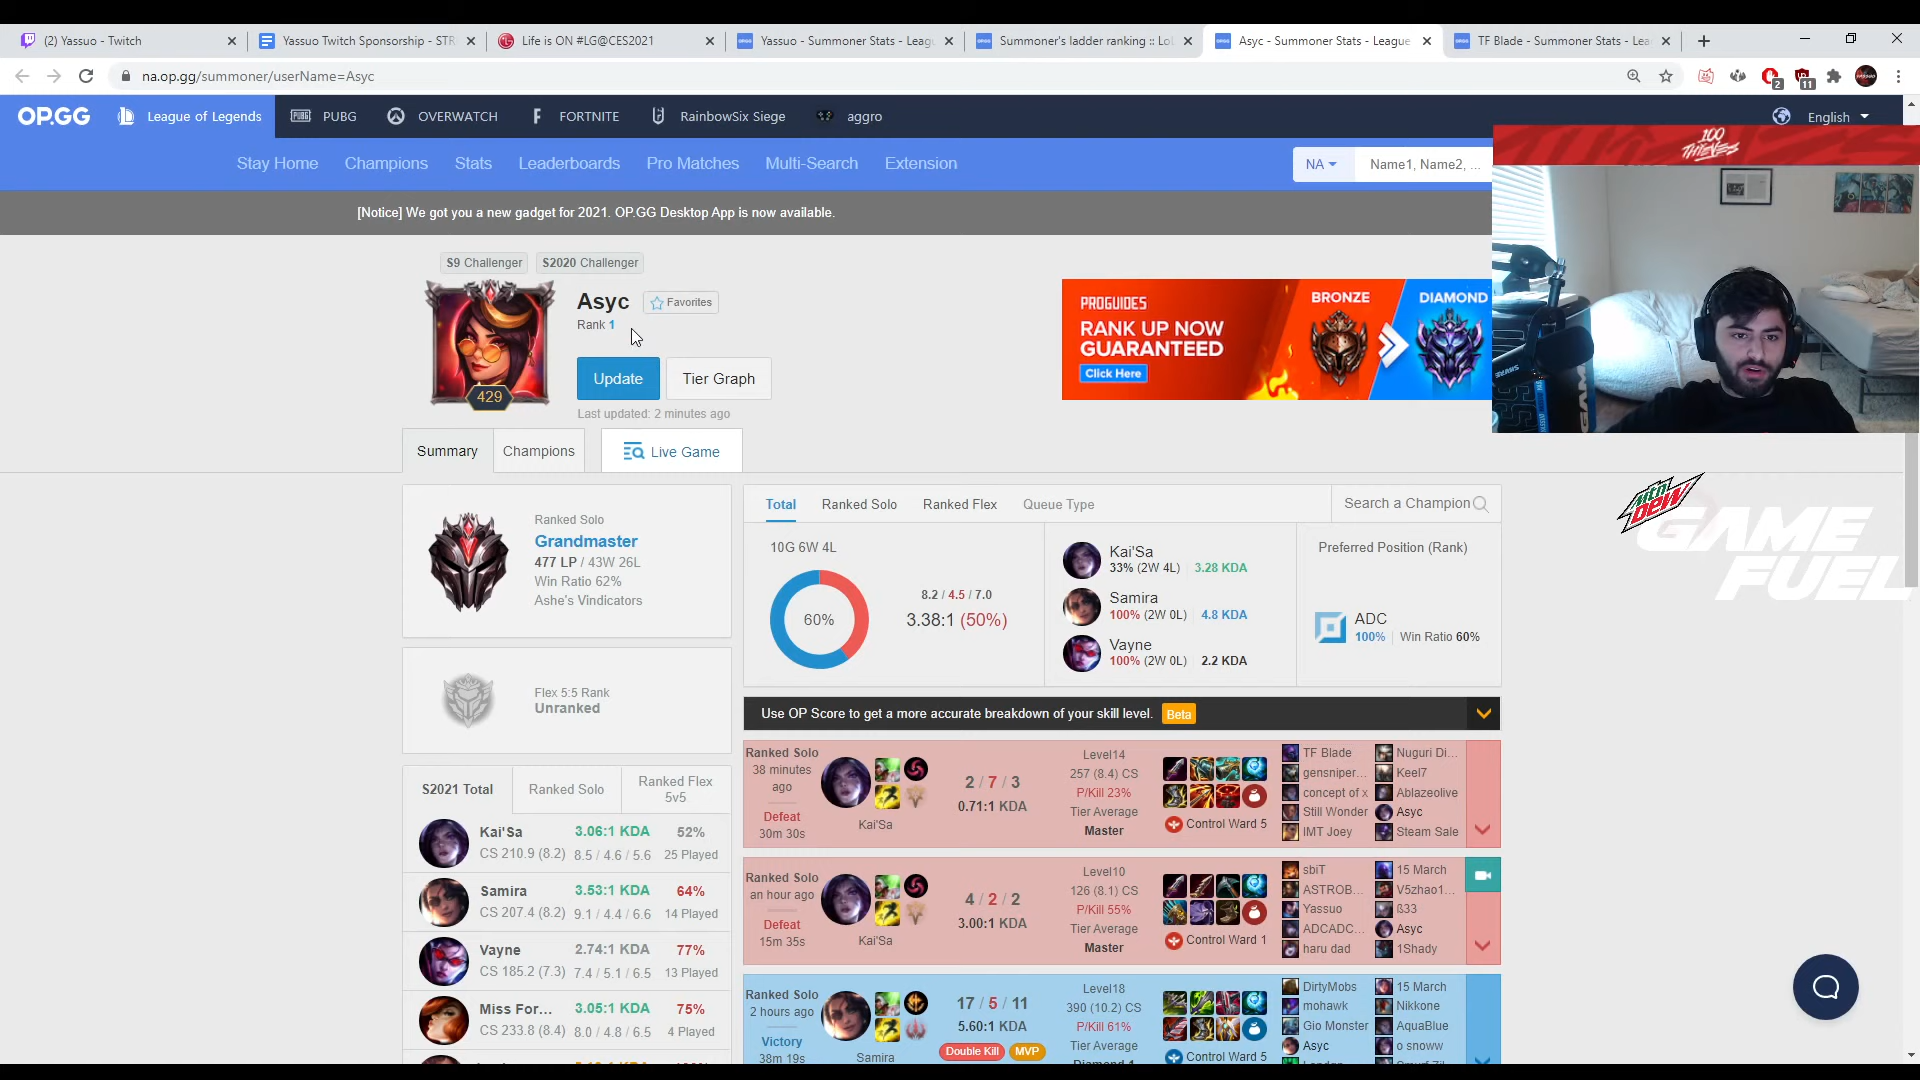 (2) Yassuo - Twitch
Yassuo Twitch Sponsorship - STR
Life is ON #LG@CES2021
Yassuo - Summoner Stats - Leag
Summoner's ladder ranking :: Lo
Asyc - Summoner Stats - League
TF Blade - Summoner Stats - Lea
na.op.gg/summoner/userName=Asyc
2
11
OP.GG
League of Legends
PUBG
OVERWATCH
FORTNITE
RainbowSix Siege
aggro
English
Stay Home
Champions
Stats
Leaderboards
Pro Matches
Multi-Search
Extension
NA
Name1, Name2, ...
100
THIEVES
[Notice] We got you a new gadget for 2021. OP.GG Desktop App is now available.
S9 Challenger
S2020 Challenger
Asyc
Favorites
Rank 1
429
Update
Tier Graph
Last updated: 2 minutes ago
PROGUIDES
RANK UP NOW
GUARANTEED
Click Here
BRONZE
DIAMOND
Summary
Champions
Live Game
Mtn
DEW
GAME
FUEL
Ranked Solo
Grandmaster
477 LP / 43W 26L
Win Ratio 62%
Ashe's Vindicators
Flex 5:5 Rank
Unranked
Total
Ranked Solo
Ranked Flex
Queue Type
Search a Champion
10G 6W 4L
60%
8.2 / 4.5 / 7.0
3.38:1 (50%)
Kai'Sa
33% (2W 4L) 3.28 KDA
Samira
100% (2W 0L) 4.8 KDA
Vayne
100% (2W 0L) 2.2 KDA
Preferred Position (Rank)
ADC
100% Win Ratio 60%
Use OP Score to get a more accurate breakdown of your skill level. Beta
S2021 Total
Ranked Solo
Ranked Flex
5v5
Kai'Sa 3.06:1 KDA 52%
CS 210.9 (8.2) 8.5 / 4.6 / 5.6 25 Played
Samira 3.53:1 KDA 64%
CS 207.4 (8.2) 9.1 / 4.4 / 6.6 14 Played
Vayne 2.74:1 KDA 77%
CS 185.2 (7.3) 7.4 / 5.1 / 6.5 13 Played
Miss For... 3.05:1 KDA 75%
CS 233.8 (8.4) 8.0 / 4.8 / 6.5 4 Played
Ranked Solo
38 minutes
ago
Defeat
30m 30s
Kai'Sa
2 / 7 / 3
0.71:1 KDA
Level14
257 (8.4) CS
P/Kill 23%
Tier Average
Master
Control Ward 5
TF Blade
gensniper...
concept of x
Still Wonder
IMT Joey
Nuguri Di...
Keel7
Ablazeolive
Asyc
Steam Sale
Ranked Solo
an hour ago
Defeat
15m 35s
Kai'Sa
4 / 2 / 2
3.00:1 KDA
Level10
126 (8.1) CS
P/Kill 55%
Tier Average
Master
Control Ward 1
sbiT
ASTROB...
Yassuo
ADCADC...
haru dad
15 March
V5zhao1...
ß33
Asyc
1Shady
Ranked Solo
2 hours ago
Victory
38m 19s
Samira
17 / 5 / 11
5.60:1 KDA
Double Kill
MVP
Level18
390 (10.2) CS
P/Kill 61%
Tier Average
Control Ward 5
DirtyMobs
mohawk
Gio Monster
Asyc
15 March
Nikkone
AquaBlue
o snoww